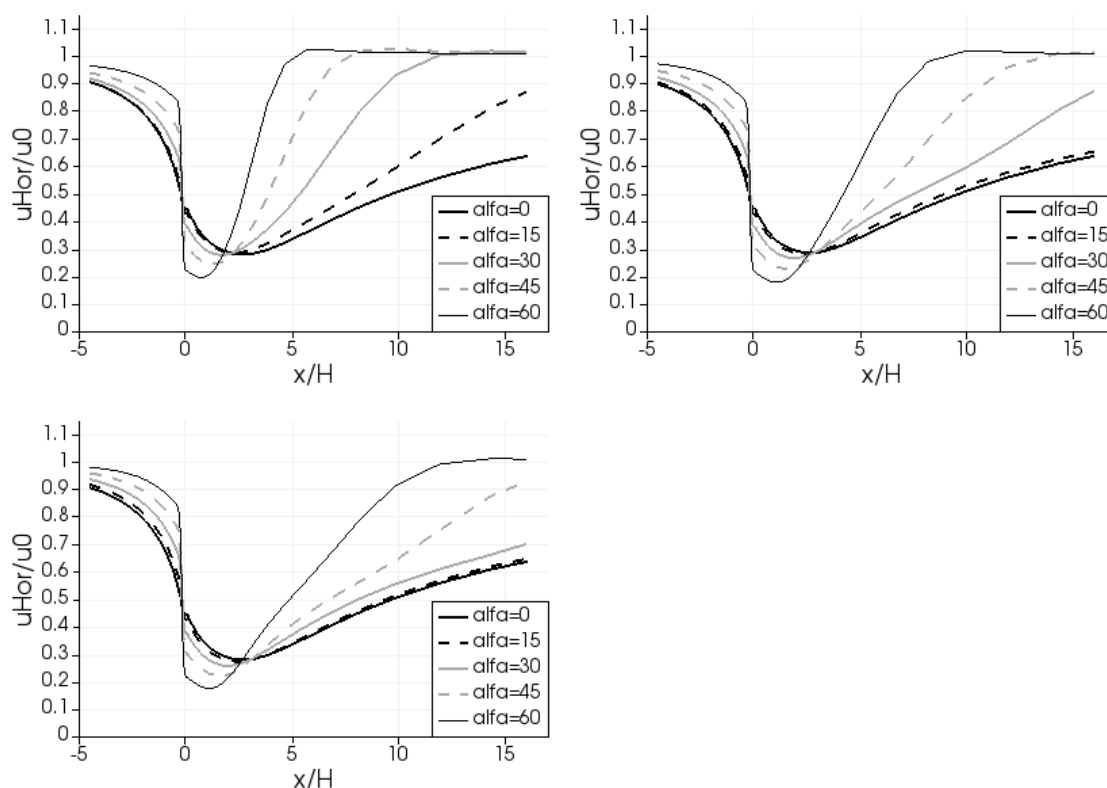 1.1
1
0.9
0.8
0.7
0.6
0.5
0.4
0.3
0.2
0.1
0
uHor/u0
-5 0 5 10 15
x/H
alfa=0
alfa=15
alfa=30
alfa=45
alfa=60
1.1
1
0.9
0.8
0.7
0.6
0.5
0.4
0.3
0.2
0.1
0
uHor/u0
-5 0 5 10 15
x/H
alfa=0
alfa=15
alfa=30
alfa=45
alfa=60
1.1
1
0.9
0.8
0.7
0.6
0.5
0.4
0.3
0.2
0.1
0
uHor/u0
-5 0 5 10 15
x/H
alfa=0
alfa=15
alfa=30
alfa=45
alfa=60